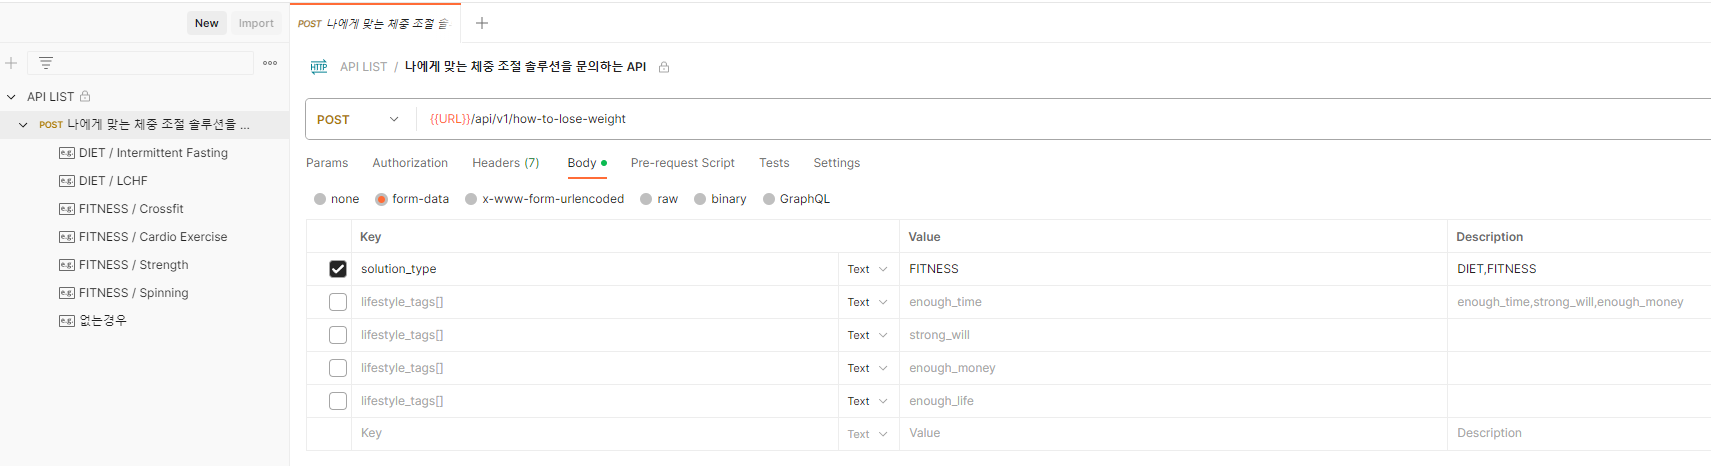 New Import
API LIST
POST 나에게 맞는 체중 조절 솔루션을 ...
e.g. DIET / Intermittent Fasting
e.g. DIET / LCHF
e.g. FITNESS / Crossfit
e.g. FITNESS / Cardio Exercise
e.g. FITNESS / Strength
e.g. FITNESS / Spinning
e.g. 없는경우
POST 나에게 맞는 체중 조절 솔
HTTP API LIST / 나에게 맞는 체중 조절 솔루션을 문의하는 API
POST {{URL}}/api/v1/how-to-lose-weight
Params Authorization Headers (7) Body Pre-request Script Tests Settings
none form-data x-www-form-urlencoded raw binary GraphQL
Key Value Description
solution_type Text FITNESS DIET,FITNESS
lifestyle_tags[] Text enough_time enough_time,strong_will,enough_money
lifestyle_tags[] Text strong_will
lifestyle_tags[] Text enough_money
lifestyle_tags[] Text enough_life
Key Text Value Description